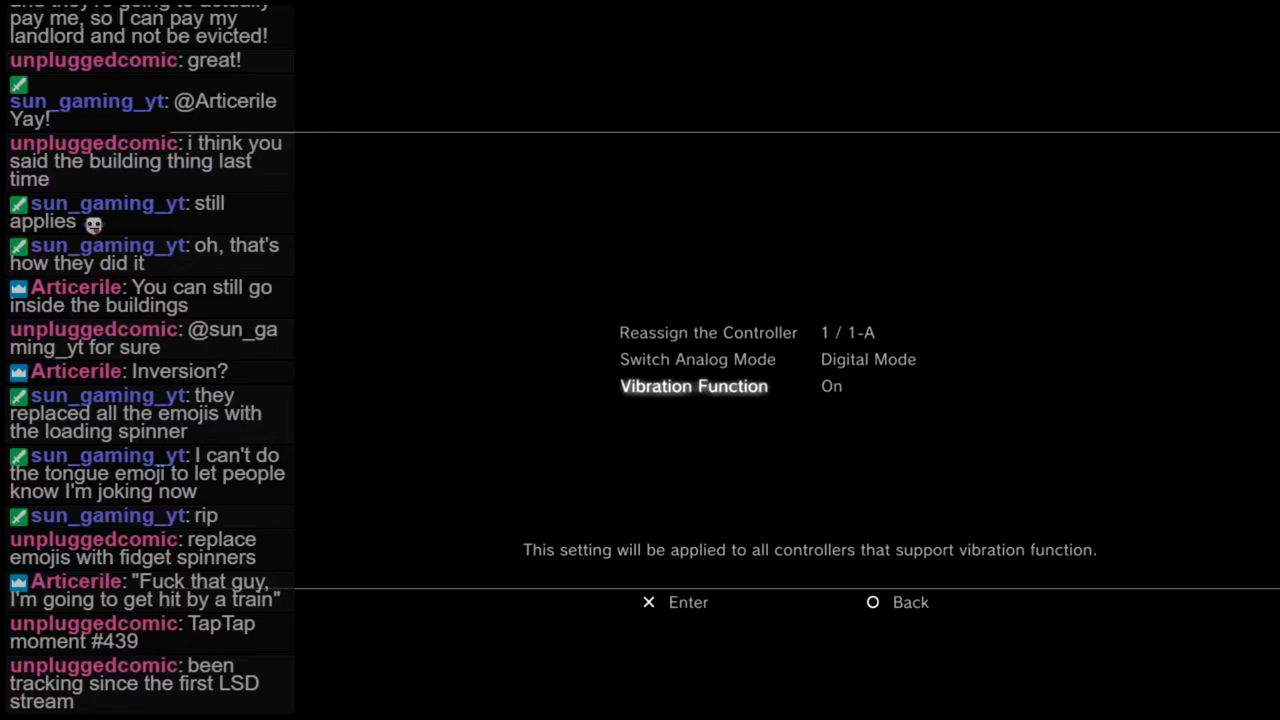 and they're going to actually
pay me, so I can pay my
landlord and not be evicted!
unpluggedcomic: great!
sun_gaming_yt: @Articerile
Yay!
unpluggedcomic: i think you
said the building thing last
time
sun_gaming_yt: still
applies
sun_gaming_yt: oh, that's
how they did it
Articerile: You can still go
inside the buildings
unpluggedcomic: @sun_ga
ming_yt for sure
Articerile: Inversion?
sun_gaming_yt: they
replaced all the emojis with
the loading spinner
sun_gaming_yt: I can't do
the tongue emoji to let people
know I'm joking now
sun_gaming_yt: rip
unpluggedcomic: replace
emojis with fidget spinners
Articerile: "Fuck that guy,
I'm going to get hit by a train"
unpluggedcomic: TapTap
moment #439
unpluggedcomic: been
tracking since the first LSD
stream
Reassign the Controller 1 / 1-A
Switch Analog Mode Digital Mode
Vibration Function On
This setting will be applied to all controllers that support vibration function.
✕ Enter O Back